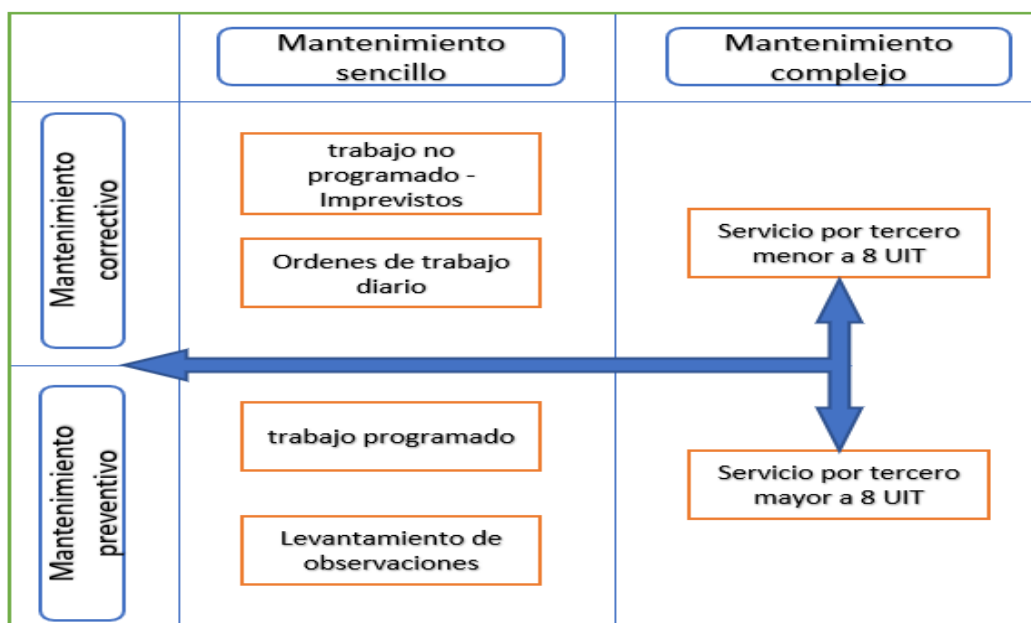 Mantenimiento
sencillo
Mantenimiento
complejo
Mantenimiento
correctivo
trabajo no
programado -
Imprevistos
Ordenes de trabajo
diario
Servicio por tercero
menor a 8 UIT
Mantenimiento
preventivo
trabajo programado
Levantamiento de
observaciones
Servicio por tercero
mayor a 8 UIT